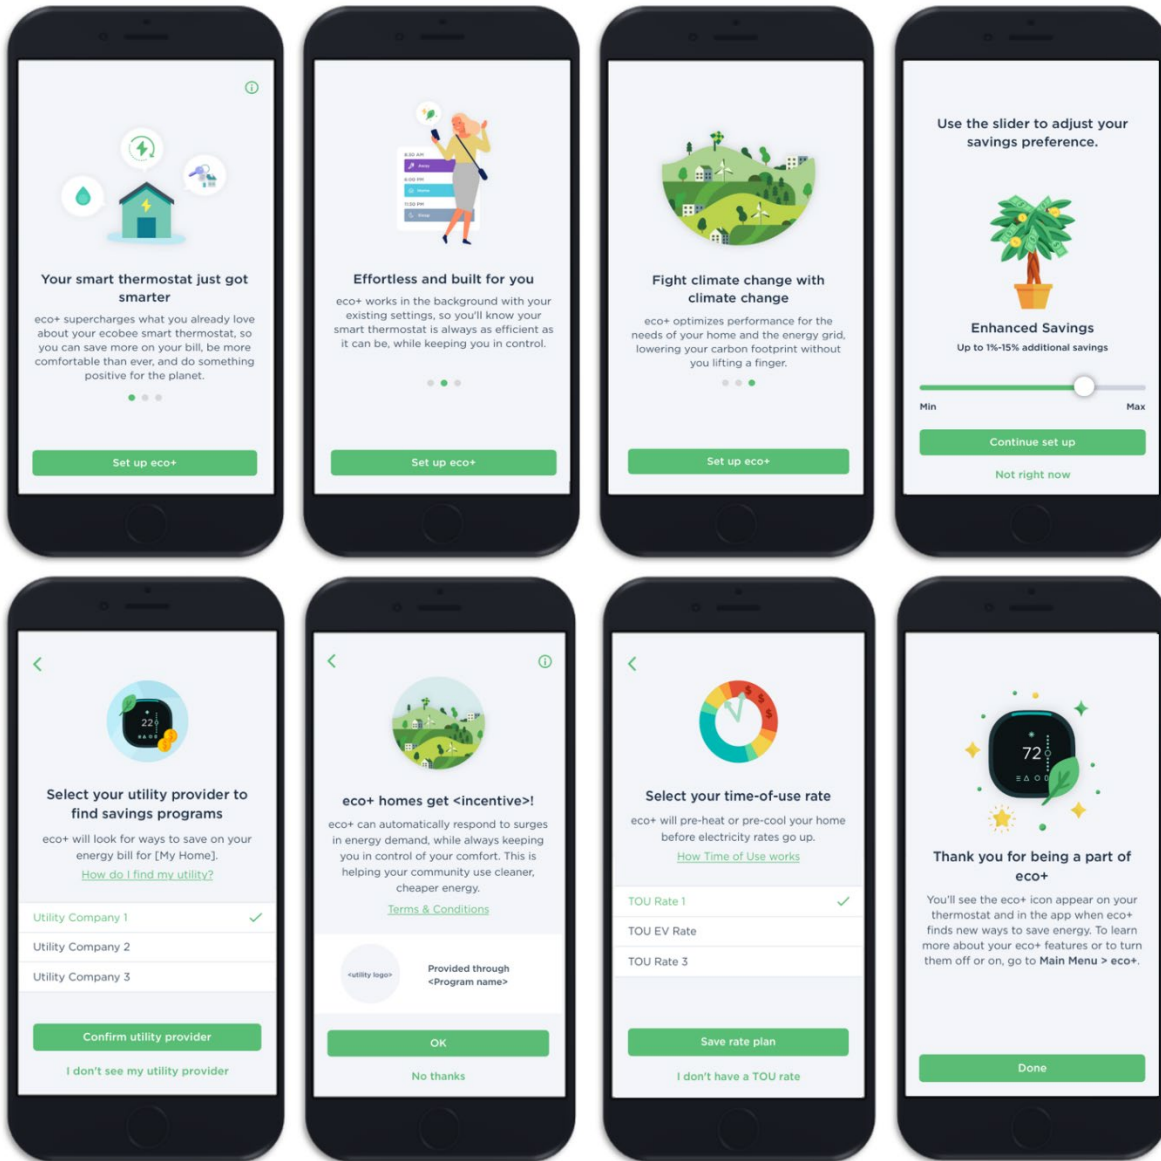 Your smart thermostat just got
smarter
eco+ supercharges what you already love
about your ecobee smart thermostat, so
you can save more on your bill, be more
comfortable than ever, and do something
positive for the planet.
Set up eco+
8:30 AM
Away
6:00 PM
Home
11:30 PM
Sleep
Effortless and built for you
eco+ works in the background with your
existing settings, so you'll know your
smart thermostat is always as efficient as
it can be, while keeping you in control.
Set up eco+
Fight climate change with
climate change
eco+ optimizes performance for the
needs of your home and the energy grid,
lowering your carbon footprint without
you lifting a finger.
Set up eco+
Use the slider to adjust your
savings preference.
Enhanced Savings
Up to 1%-15% additional savings
Min Max
Continue set up
Not right now
22
Select your utility provider to
find savings programs
eco+ will look for ways to save on your
energy bill for [My Home].
How do I find my utility?
Utility Company 1
Utility Company 2
Utility Company 3
Confirm utility provider
I don't see my utility provider
eco+ homes get <incentive>!
eco+ can automatically respond to surges
in energy demand, while always keeping
you in control of your comfort. This is
helping your community use cleaner,
cheaper energy.
Terms & Conditions
<utility logo>
Provided through
<Program name>
OK
No thanks
$ $ $
Select your time-of-use rate
eco+ will pre-heat or pre-cool your home
before electricity rates go up.
How Time of Use works
TOU Rate 1
TOU EV Rate
TOU Rate 3
Save rate plan
I don't have a TOU rate
72
Thank you for being a part of
eco+
You'll see the eco+ icon appear on your
thermostat and in the app when eco+
finds new ways to save energy. To learn
more about your eco+ features or to turn
them off or on, go to Main Menu > eco+.
Done